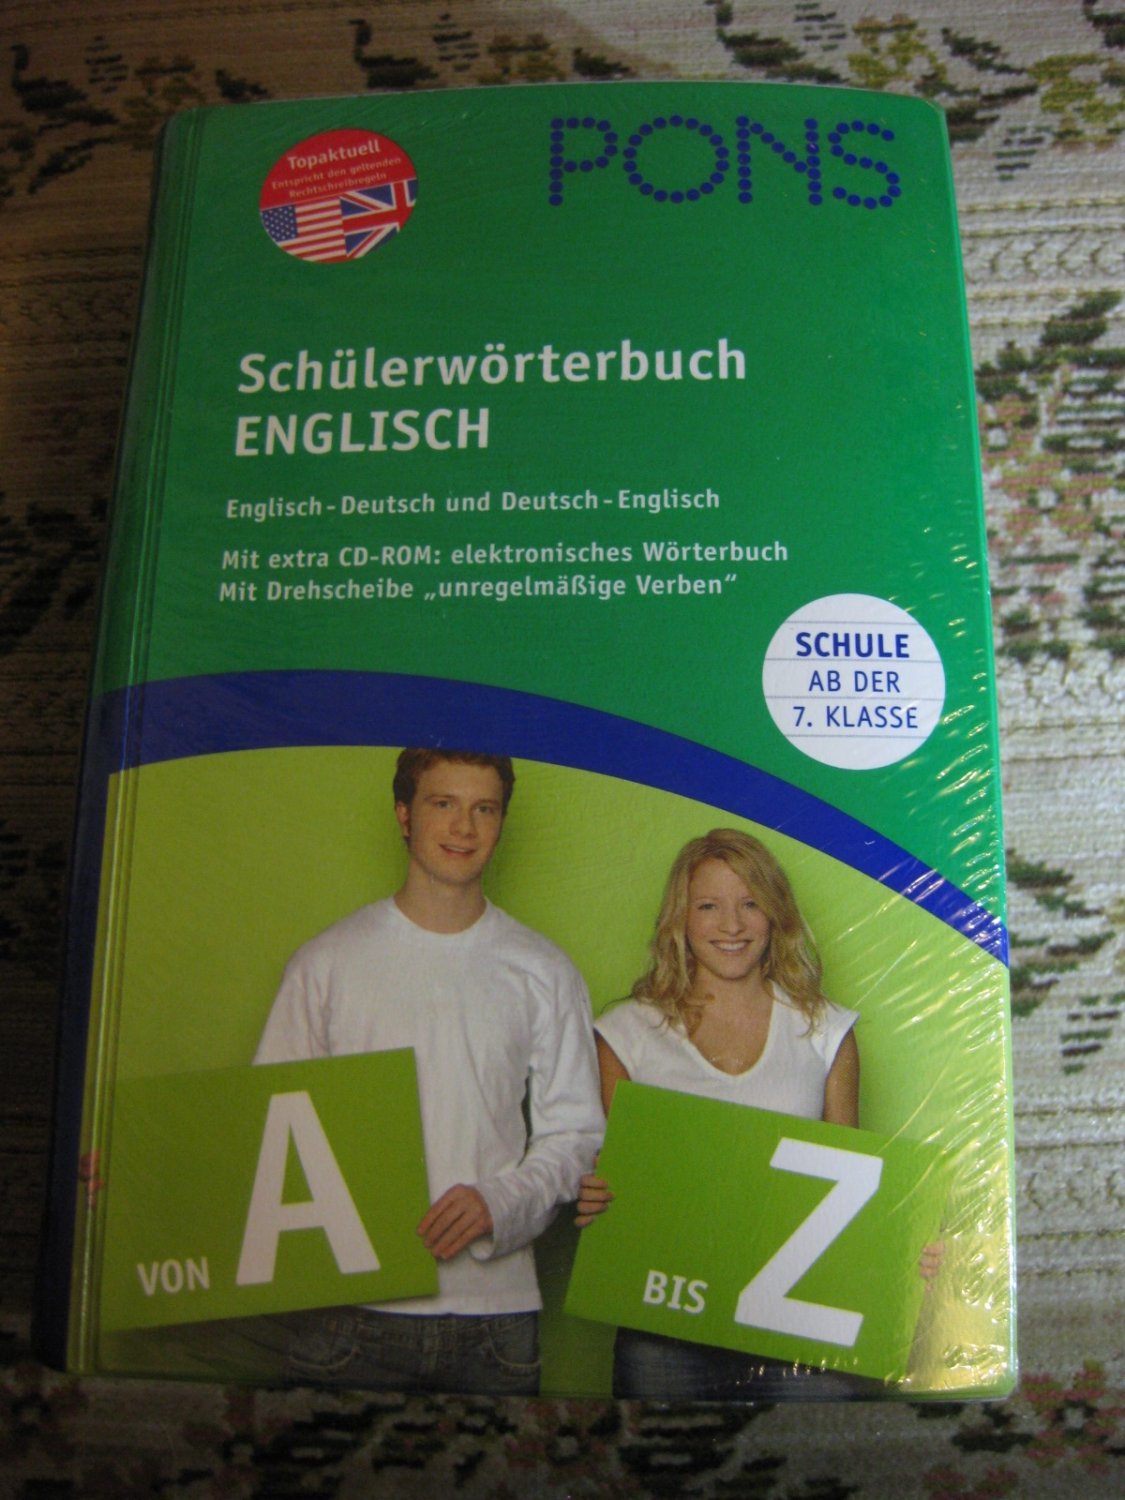 Topaktuell
Entspricht den geltenden
Rechtschreibregeln
PONS
Schülerwörterbuch
ENGLISCH
Englisch-Deutsch und Deutsch-Englisch
Mit extra CD-ROM: elektronisches Wörterbuch
Mit Drehscheibe „unregelmäßige Verben“
SCHULE
AB DER
7. KLASSE
VON A
BIS Z